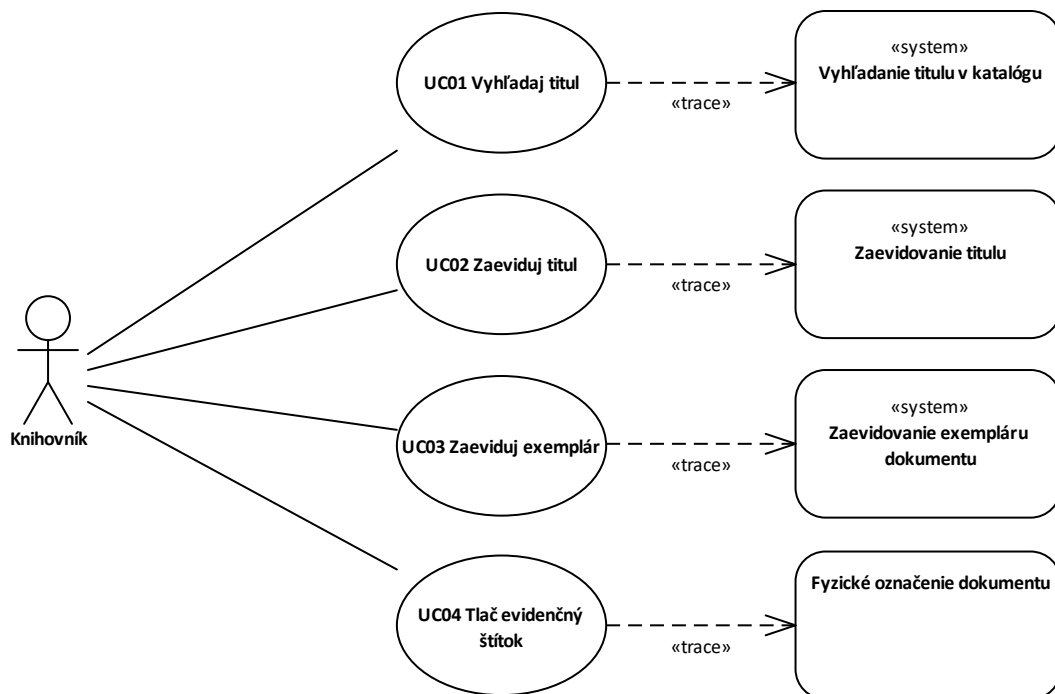 UC01 Vyhľadaj titul
«trace»
«system»
Vyhľadanie titulu v katalógu
UC02 Zaeviduj titul
«trace»
«system»
Zaevidovanie titulu
Knihovník
UC03 Zaeviduj exemplár
«trace»
«system»
Zaevidovanie exempláru
dokumentu
UC04 Tlač evidenčný
štítok
«trace»
Fyzické označenie dokumentu